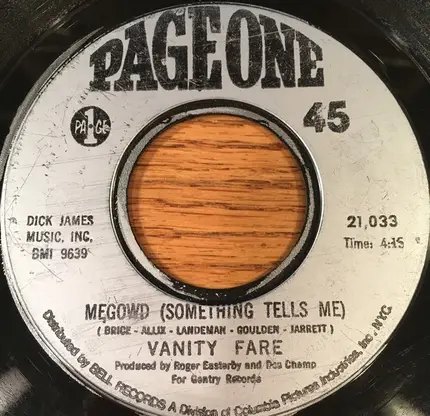 PAGE ONE
45
PAGE 1
DICK JAMES
MUSIC, INC.
BMI 9639
21,033
Time: 4:15
MEGOWD (SOMETHING TELLS ME)
( BRICE - ALLIX - LANDEMAN - GOULDEN - JARRETT )
VANITY FARE
Produced by Roger Easterby and Des Champ
For Gentry Records
Distributed by BELL RECORDS A Division of Columbia Pictures Industries, Inc., NYC